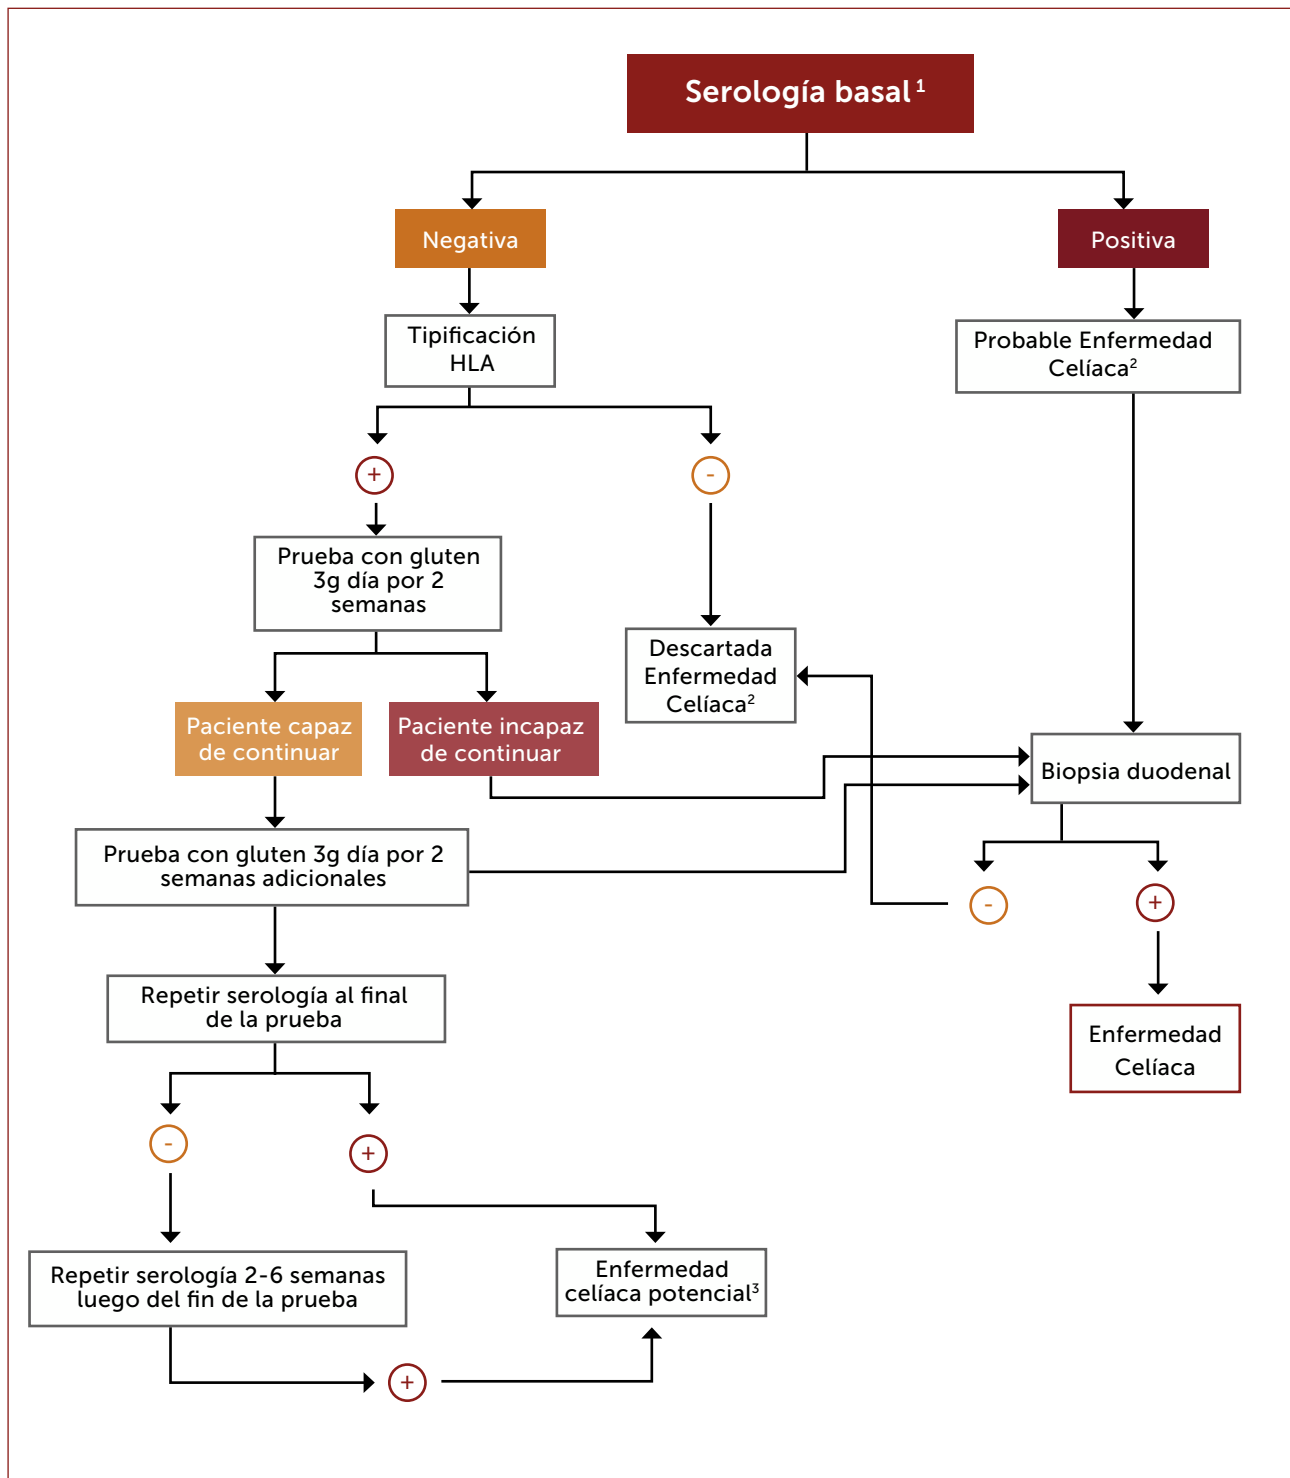 Serología basal ¹
Negativa
Positiva
Tipificación
HLA
Probable Enfermedad
Celíaca²
+
-
Prueba con gluten
3g día por 2
semanas
Descartada
Enfermedad
Celíaca²
Paciente capaz
de continuar
Paciente incapaz
de continuar
Biopsia duodenal
Prueba con gluten 3g día por 2
semanas adicionales
-
+
Repetir serología al final
de la prueba
Enfermedad
Celíaca
-
+
Repetir serología 2-6 semanas
luego del fin de la prueba
Enfermedad
celíaca potencial³
+